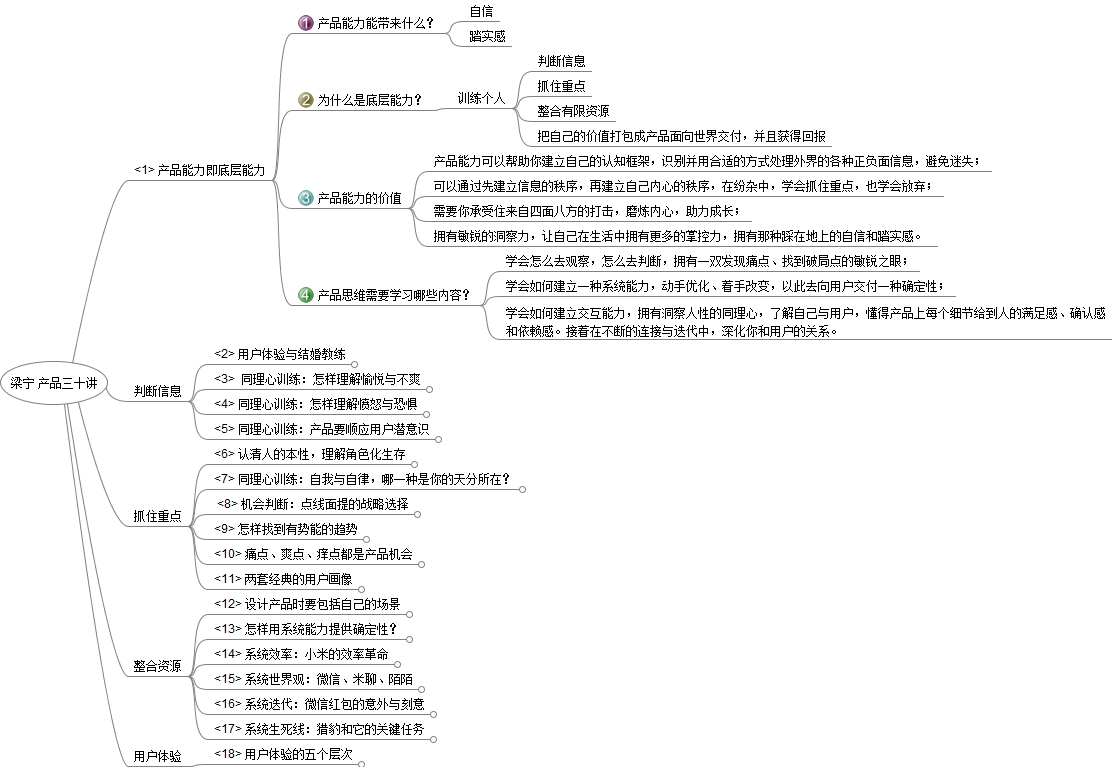 梁宁 产品三十讲
<1> 产品能力即底层能力
1 产品能力能带来什么？
自信
踏实感
2 为什么是底层能力？
训练个人
判断信息
抓住重点
整合有限资源
把自己的价值打包成产品面向世界交付，并且获得回报
3 产品能力的价值
产品能力可以帮助你建立自己的认知框架，识别并用合适的方式处理外界的各种正负面信息，避免迷失；
可以通过先建立信息的秩序，再建立自己内心的秩序，在纷杂中，学会抓住重点，也学会放弃；
需要你承受住来自四面八方的打击，磨炼内心，助力成长；
拥有敏锐的洞察力，让自己在生活中拥有更多的掌控力，拥有那种踩在地上的自信和踏实感。
4 产品思维需要学习哪些内容？
学会怎么去观察，怎么去判断，拥有一双发现痛点、找到破局点的敏锐之眼；
学会如何建立一种系统能力，动手优化、着手改变，以此去向用户交付一种确定性；
学会如何建立交互能力，拥有洞察人性的同理心，了解自己与用户，懂得产品上每个细节给到人的满足感、确认感
和依赖感。接着在不断的连接与迭代中，深化你和用户的关系。
判断信息
<2> 用户体验与结婚教练
<3> 同理心训练：怎样理解愉悦与不爽
<4> 同理心训练：怎样理解愤怒与恐惧
<5> 同理心训练：产品要顺应用户潜意识
抓住重点
<6> 认清人的本性，理解角色化生存
<7> 同理心训练：自我与自律，哪一种是你的天分所在？
<8> 机会判断：点线面提的战略选择
<9> 怎样找到有势能的趋势
<10> 痛点、爽点、痒点都是产品机会
<11> 两套经典的用户画像
整合资源
<12> 设计产品时要包括自己的场景
<13> 怎样用系统能力提供确定性？
<14> 系统效率：小米的效率革命
<15> 系统世界观：微信、米聊、陌陌
<16> 系统迭代：微信红包的意外与刻意
<17> 系统生死线：猎豹和它的关键任务
用户体验
<18> 用户体验的五个层次